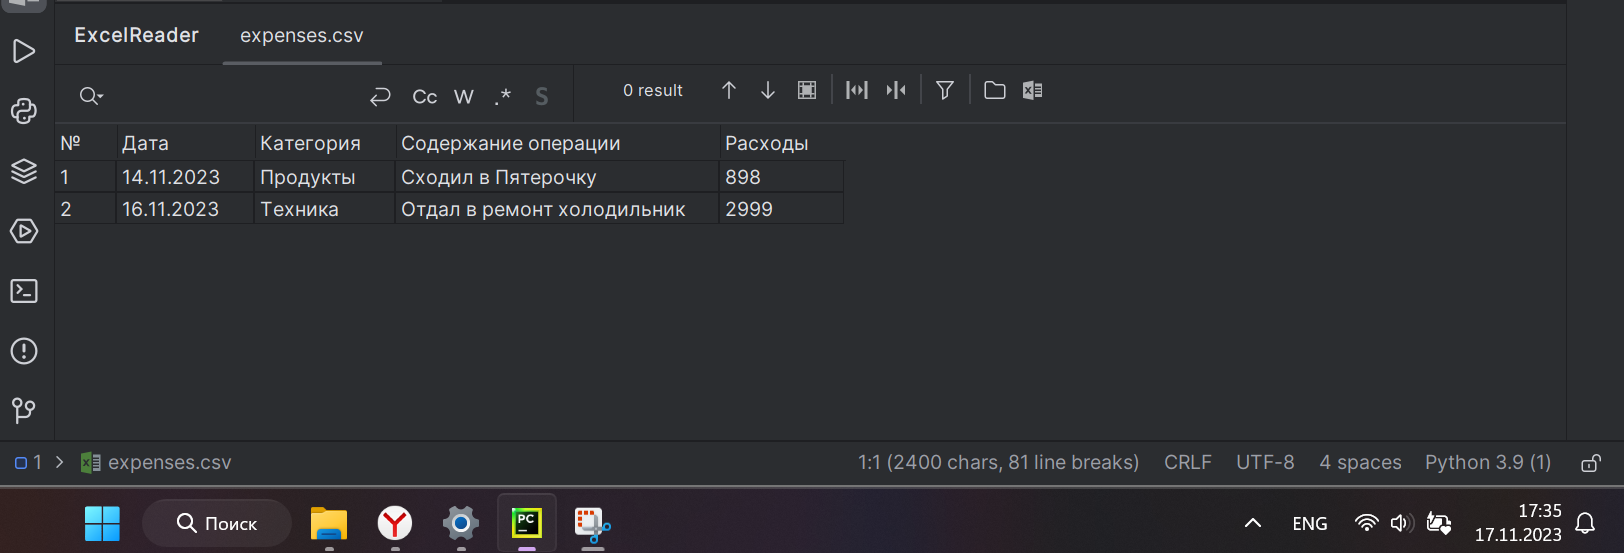 ExcelReader expenses.csv
Cc W .* S 0 result
№ Дата Категория Содержание операции Расходы
1 14.11.2023 Продукты Сходил в Пятерочку 898
2 16.11.2023 Техника Отдал в ремонт холодильник 2999
1 > expenses.csv 1:1 (2400 chars, 81 line breaks) CRLF UTF-8 4 spaces Python 3.9 (1)
Поиск PC ENG 17:35
17.11.2023